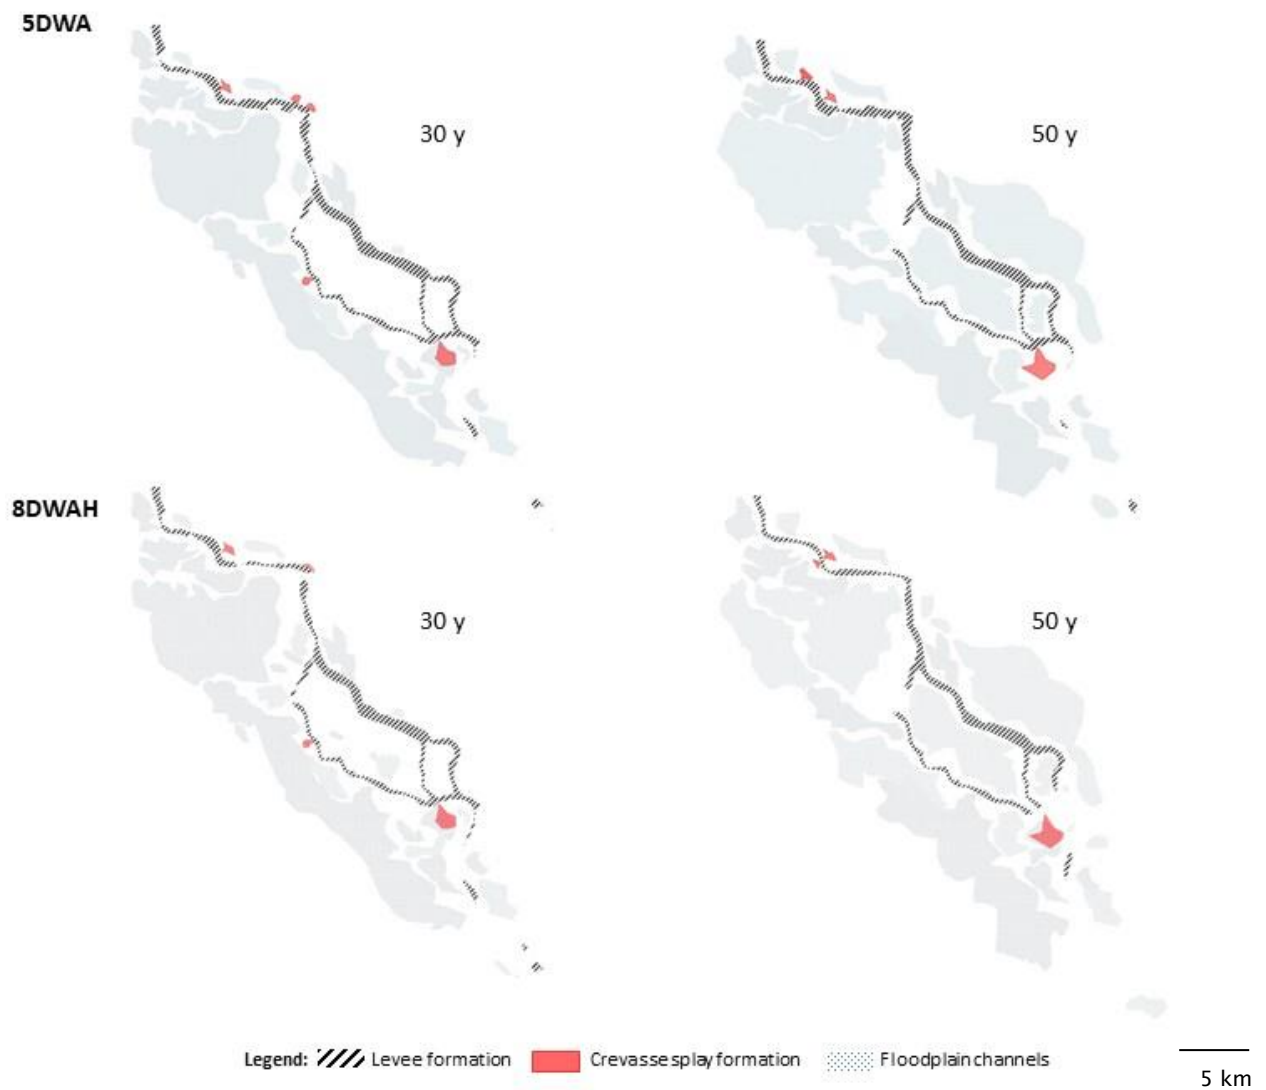 5DWA
30 y
50 y
8DWAH
30 y
50 y
Legend: Levee formation Crevasse splay formation Floodplain channels
5 km